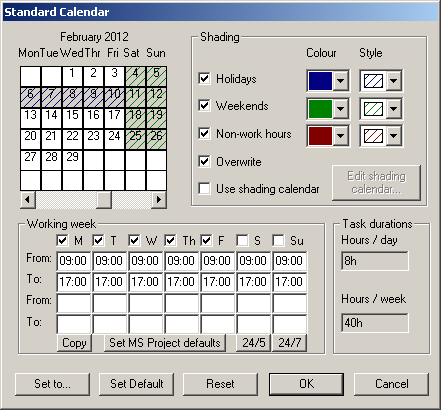 Standard Calendar
February 2012
Mon Tue Wed Thr Fri Sat Sun
1 2 3 4 5
6 7 8 9 10 11 12
13 14 15 16 17 18 19
20 21 22 23 24 25 26
27 28 29
Shading
Colour Style
Holidays
Weekends
Non-work hours
Overwrite
Use shading calendar
Edit shading
calendar...
Working week
M T W Th F S Su
From: 09:00 09:00 09:00 09:00 09:00 09:00 09:00
To: 17:00 17:00 17:00 17:00 17:00 17:00 17:00
From:
To:
Copy Set MS Project defaults 24/5 24/7
Task durations
Hours / day
8h
Hours / week
40h
Set to... Set Default Reset OK Cancel